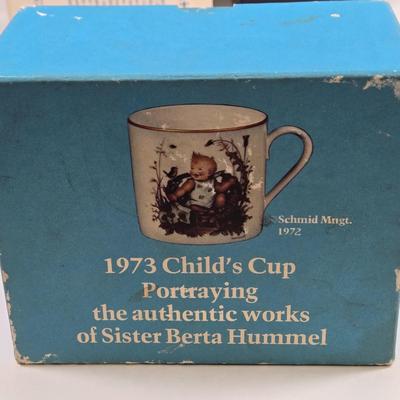 Schmid Mngt.
1972
1973 Child's Cup
Portraying
the authentic works
of Sister Berta Hummel